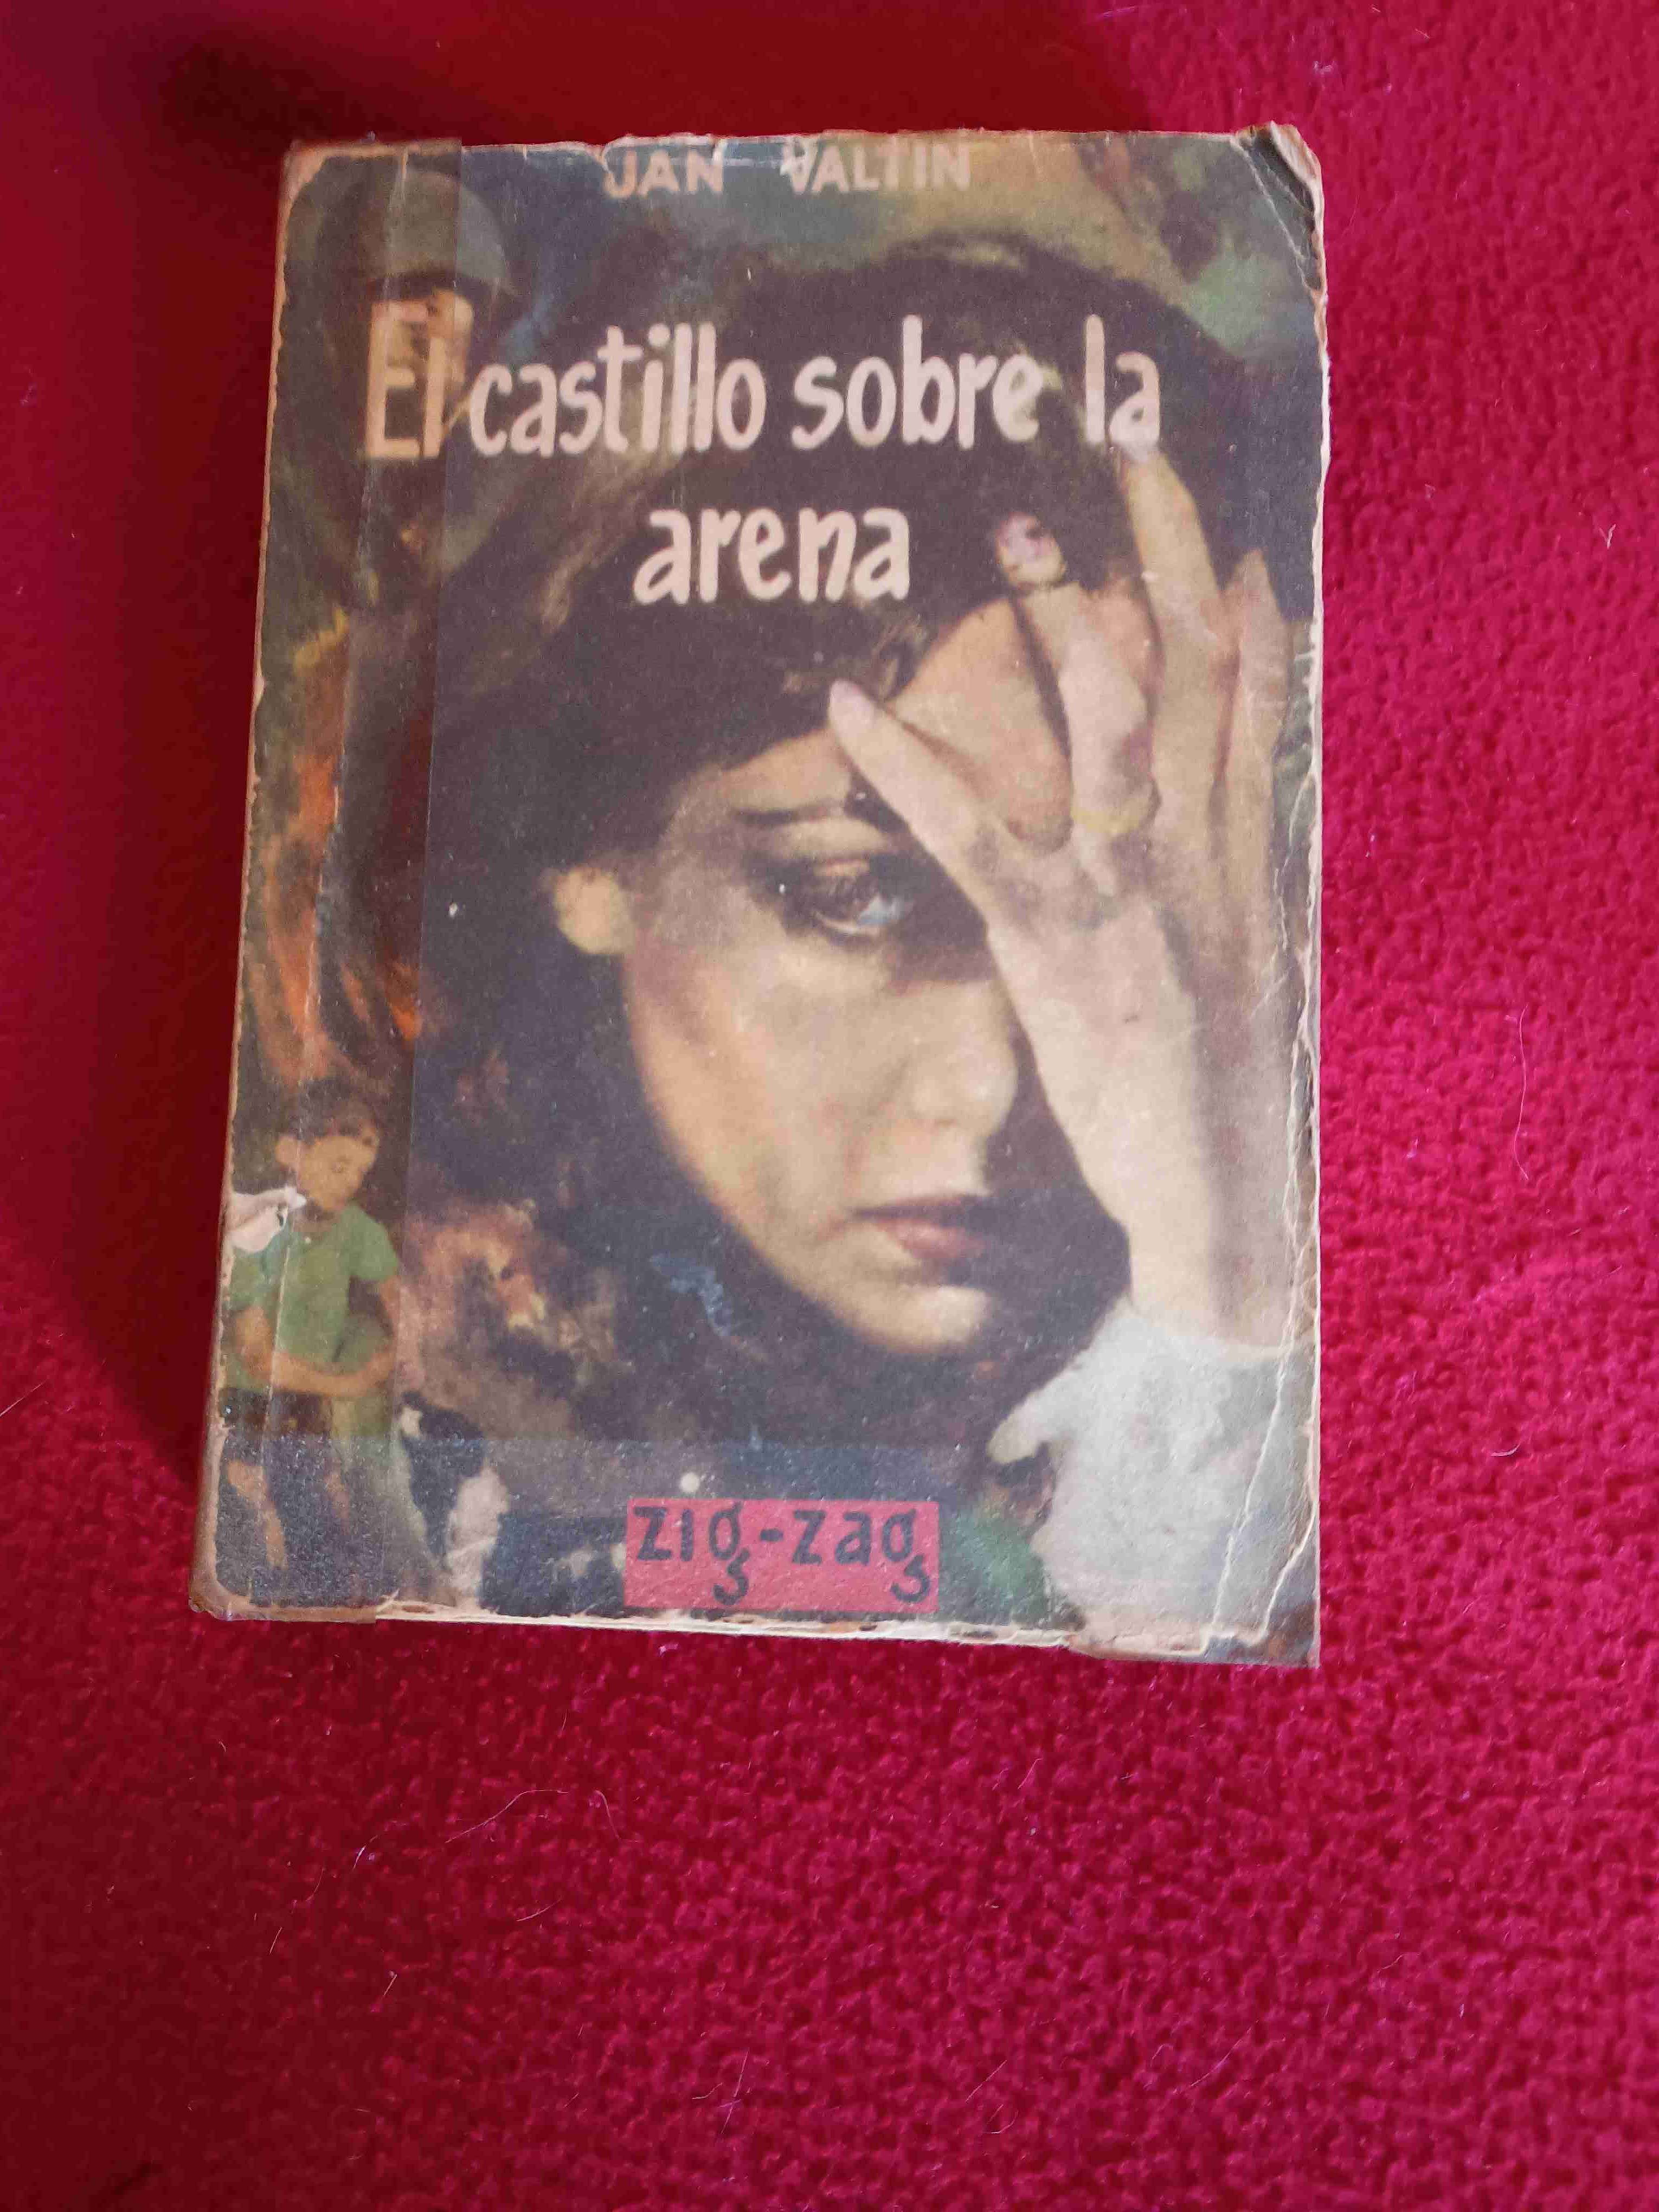 JAN VALTIN
El castillo sobre la
arena
zig-zag